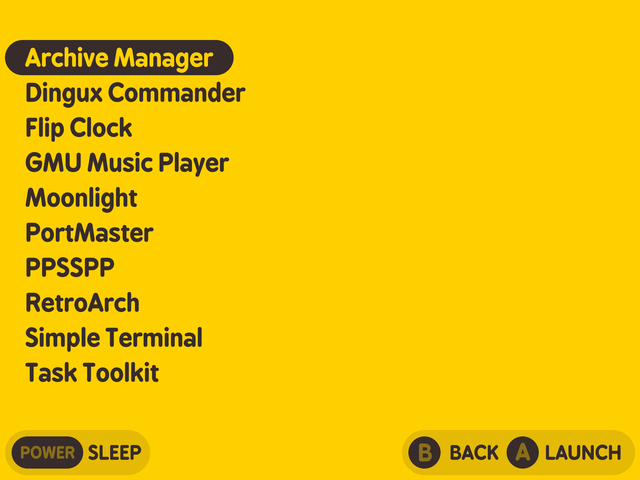 Archive Manager
Dingux Commander
Flip Clock
GMU Music Player
Moonlight
PortMaster
PPSSPP
RetroArch
Simple Terminal
Task Toolkit
POWER SLEEP
B BACK A LAUNCH